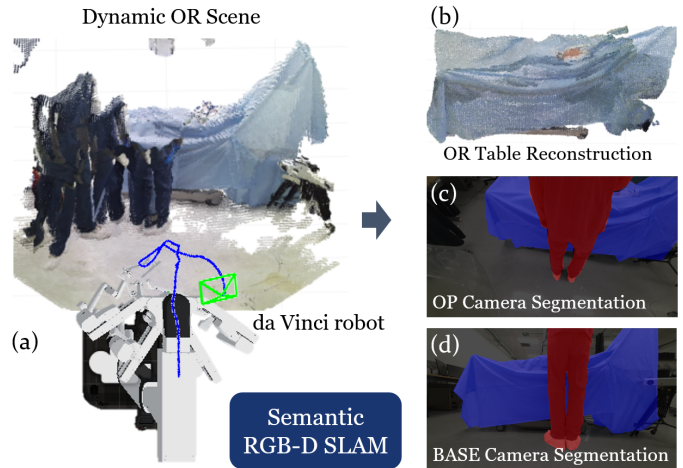 Dynamic OR Scene
(a)
da Vinci robot
Semantic
RGB-D SLAM
(b)
OR Table Reconstruction
(c)
OP Camera Segmentation
(d)
BASE Camera Segmentation